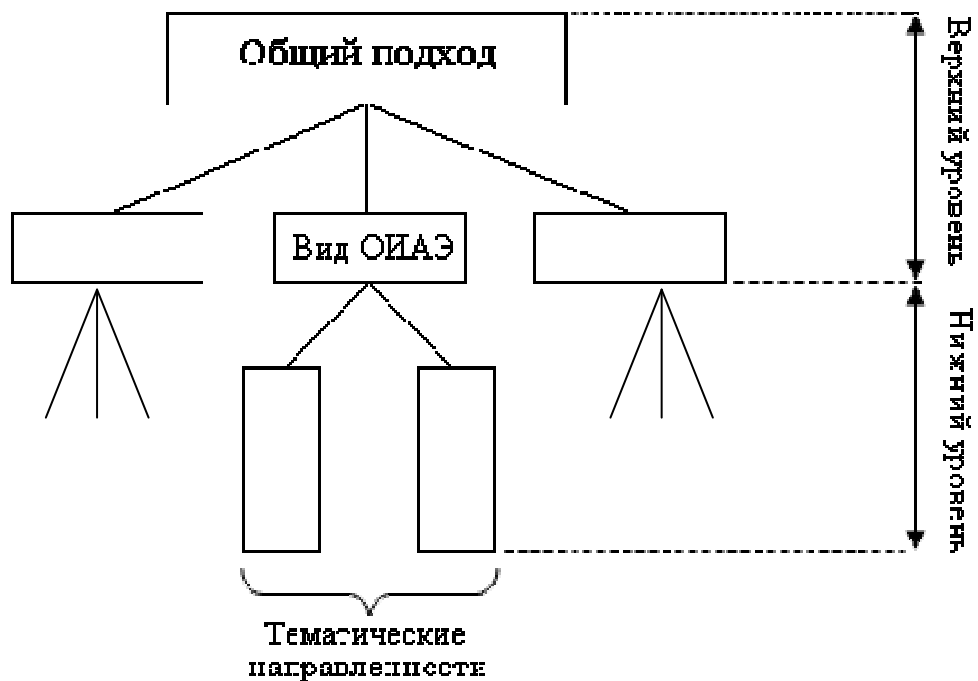 Общий подход
Вид ОИАЭ
Тематические
направленности
Верхний уровень
Нижний уровень